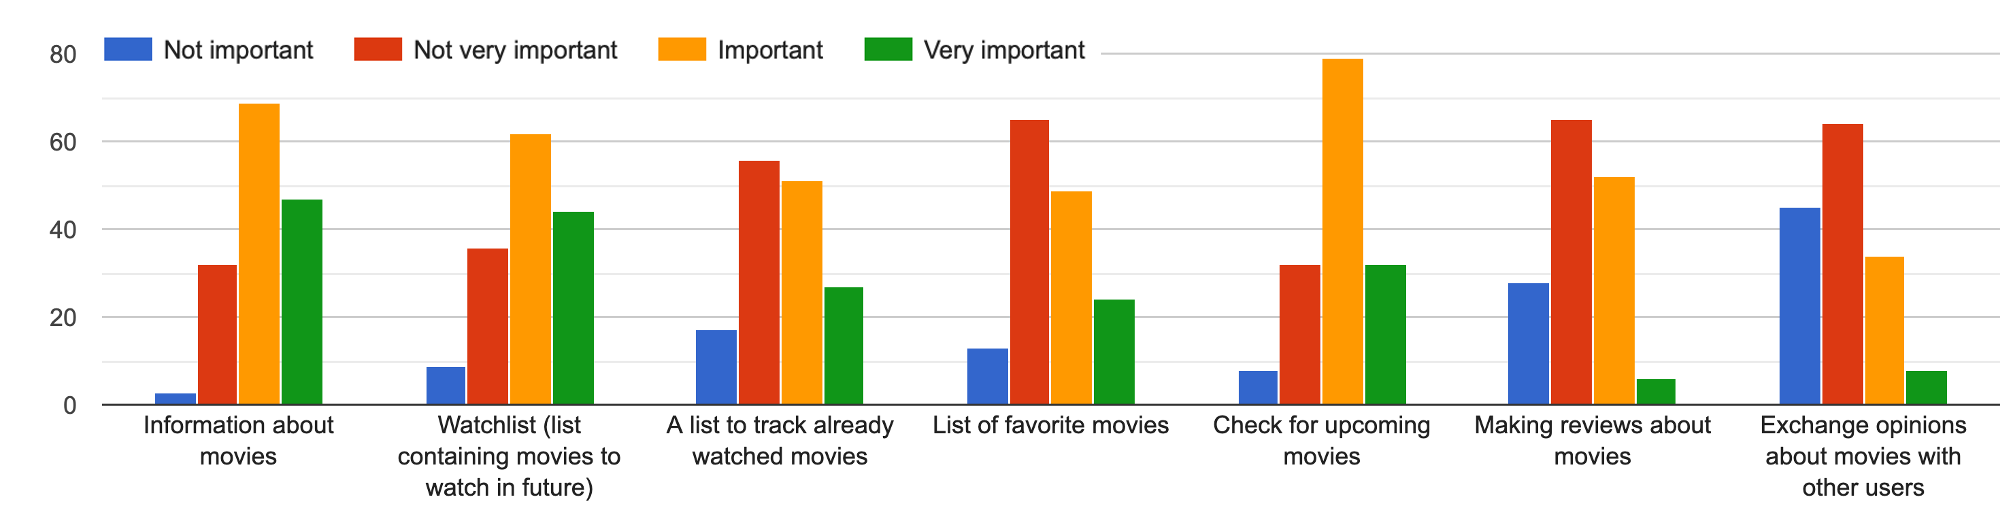 Not important
Not very important
Important
Very important
80
60
40
20
0
Information about
movies
Watchlist (list
containing movies to
watch in future)
A list to track already
watched movies
List of favorite movies
Check for upcoming
movies
Making reviews about
movies
Exchange opinions
about movies with
other users